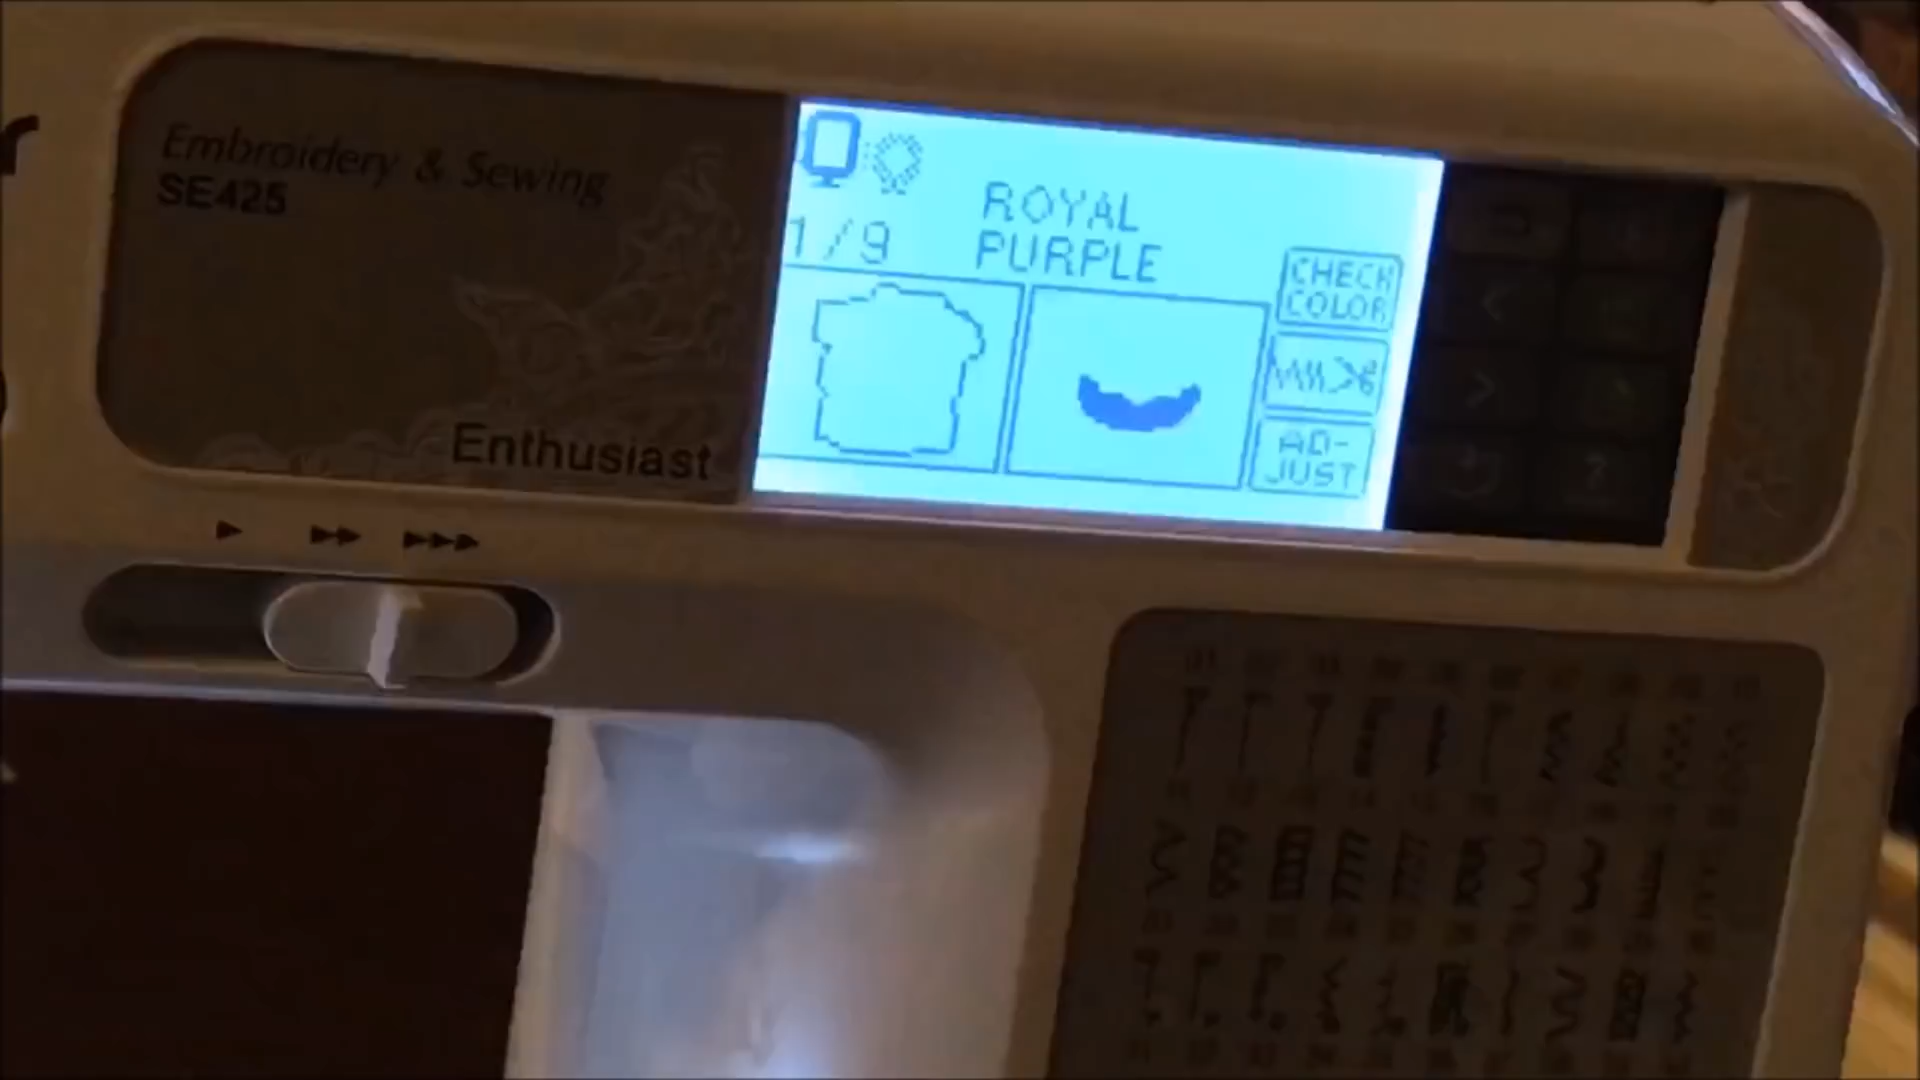 r
Embroidery & Sewing
SE425
Enthusiast
1/9
ROYAL
PURPLE
CHECK
COLOR
AD-
JUST
<
>
?